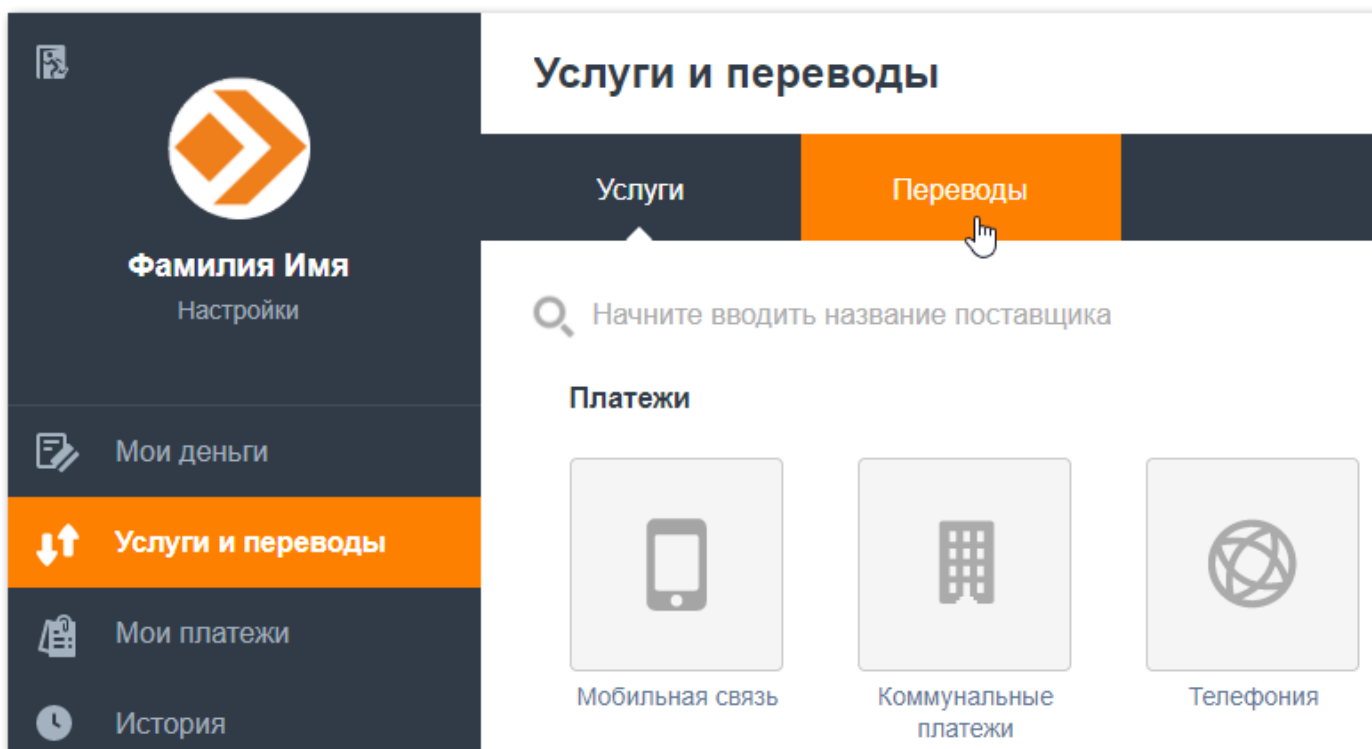 Услуги и переводы
Фамилия Имя
Настройки
Мои деньги
Услуги и переводы
Мои платежи
История
Услуги
Переводы
Начните вводить название поставщика
Платежи
Мобильная связь
Коммунальные
платежи
Телефония